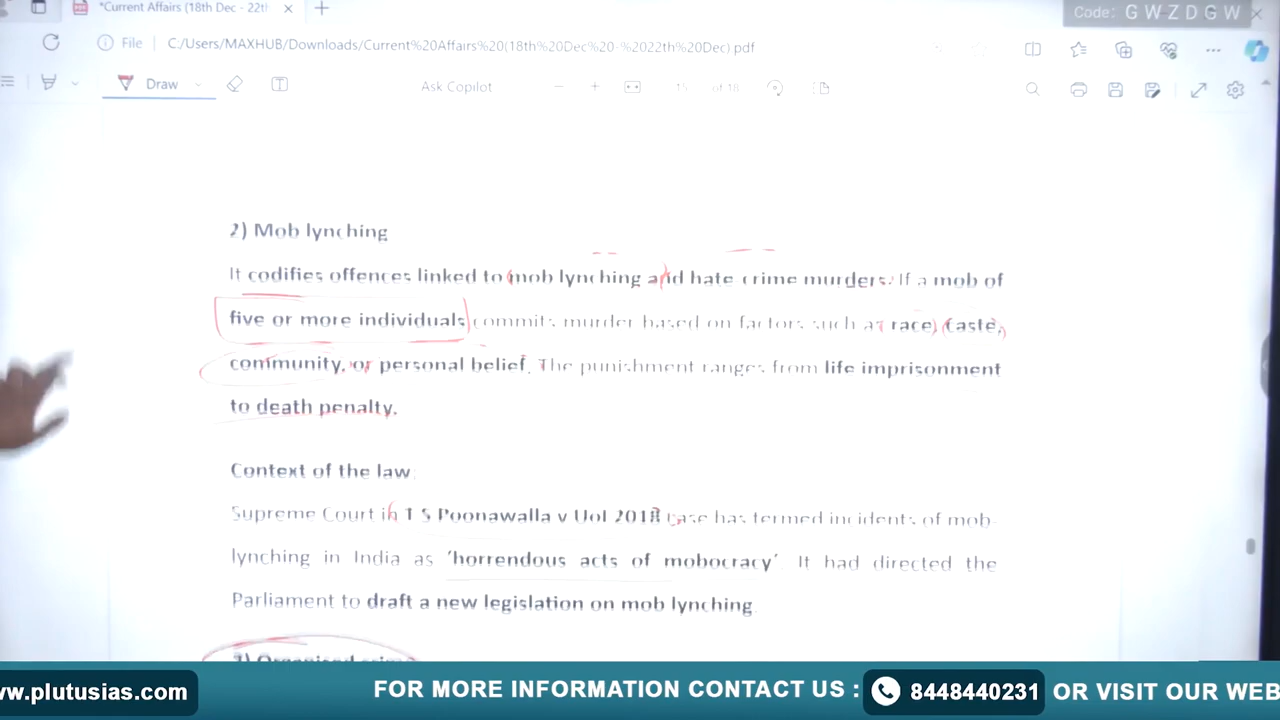 *Current Affairs (18th Dec - 22th
Code: G W Z D G W
File
C:/Users/MAXHUB/Downloads/Current%20Affairs%20(18th%20Dec%20-%2022th%20Dec) pdf
Draw
Ask Copilot
15 of 18
2) Mob lynching
It codifies offences linked to mob lynching and hate crime murders. If a mob of
five or more individuals commits murder based on factors such as race, caste,
community, or personal belief. The punishment ranges from life imprisonment
to death penalty.
Context of the law
Supreme Court in T S Poonawalla v UoI 2018 case has termed incidents of mob-
lynching in India as 'horrendous acts of mobocracy'. It had directed the
Parliament to draft a new legislation on mob lynching.
3) Organised crime
ww.plutusias.com
FOR MORE INFORMATION CONTACT US :
8448440231
OR VISIT OUR WEB